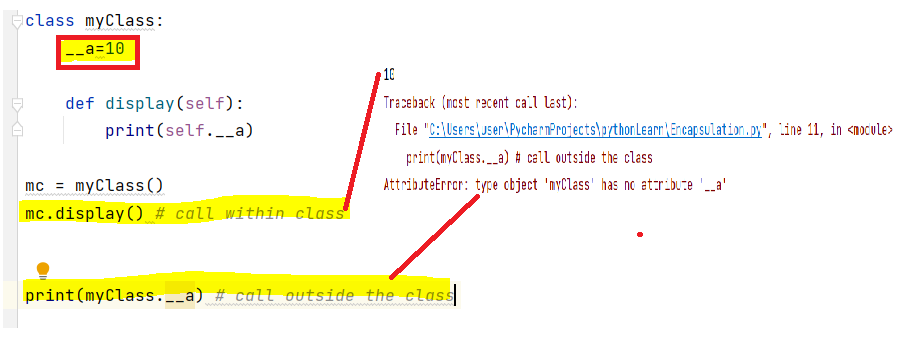 class myClass:
__a=10
def display(self):
print(self.__a)
mc = myClass()
mc.display() # call within class
print(myClass.__a) # call outside the class
10
Traceback (most recent call last):
File "C:\Users\user\PycharmProjects\pythonLearn\Encapsulation.py", line 11, in <module>
print(myClass.__a) # call outside the class
AttributeError: type object 'myClass' has no attribute '__a'